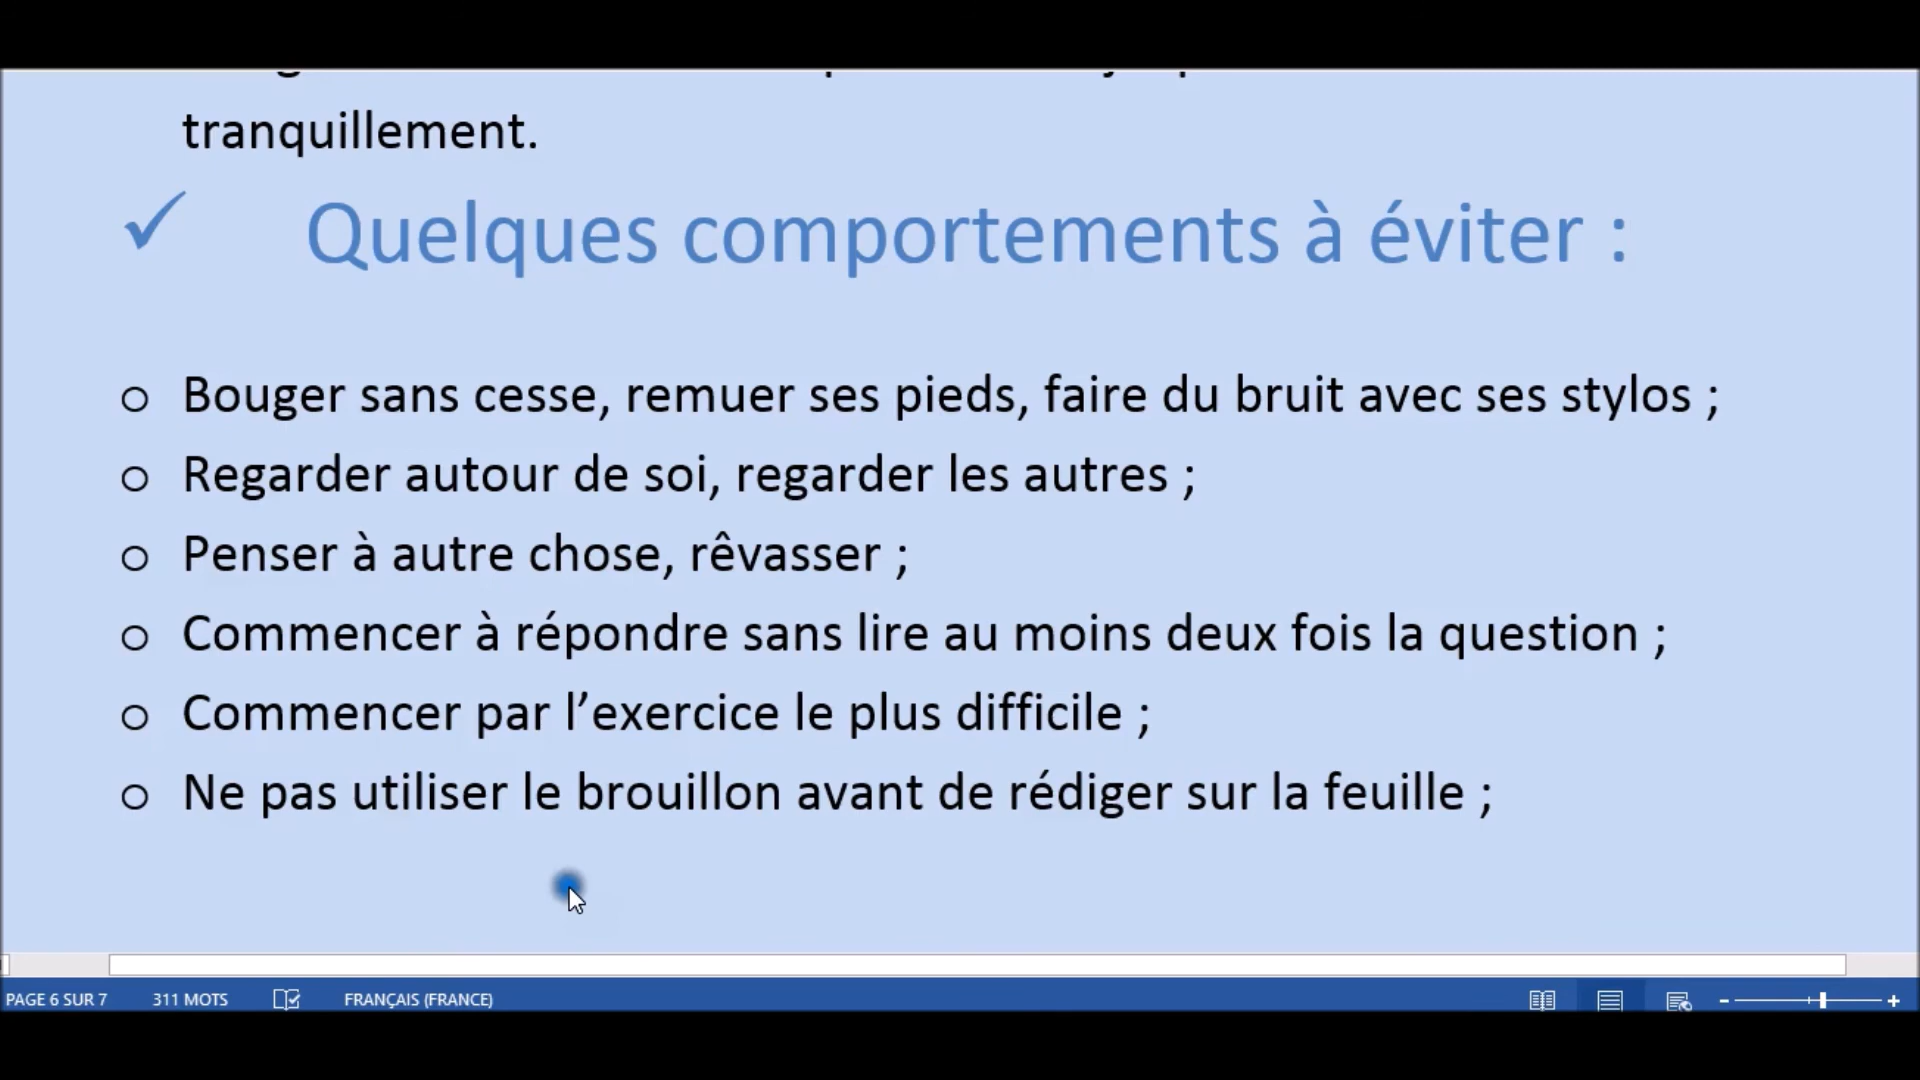 tranquillement.
✓ Quelques comportements à éviter :
o Bouger sans cesse, remuer ses pieds, faire du bruit avec ses stylos ;
o Regarder autour de soi, regarder les autres ;
o Penser à autre chose, rêvasser ;
o Commencer à répondre sans lire au moins deux fois la question ;
o Commencer par l’exercice le plus difficile ;
o Ne pas utiliser le brouillon avant de rédiger sur la feuille ;
PAGE 6 SUR 7 311 MOTS FRANÇAIS (FRANCE)